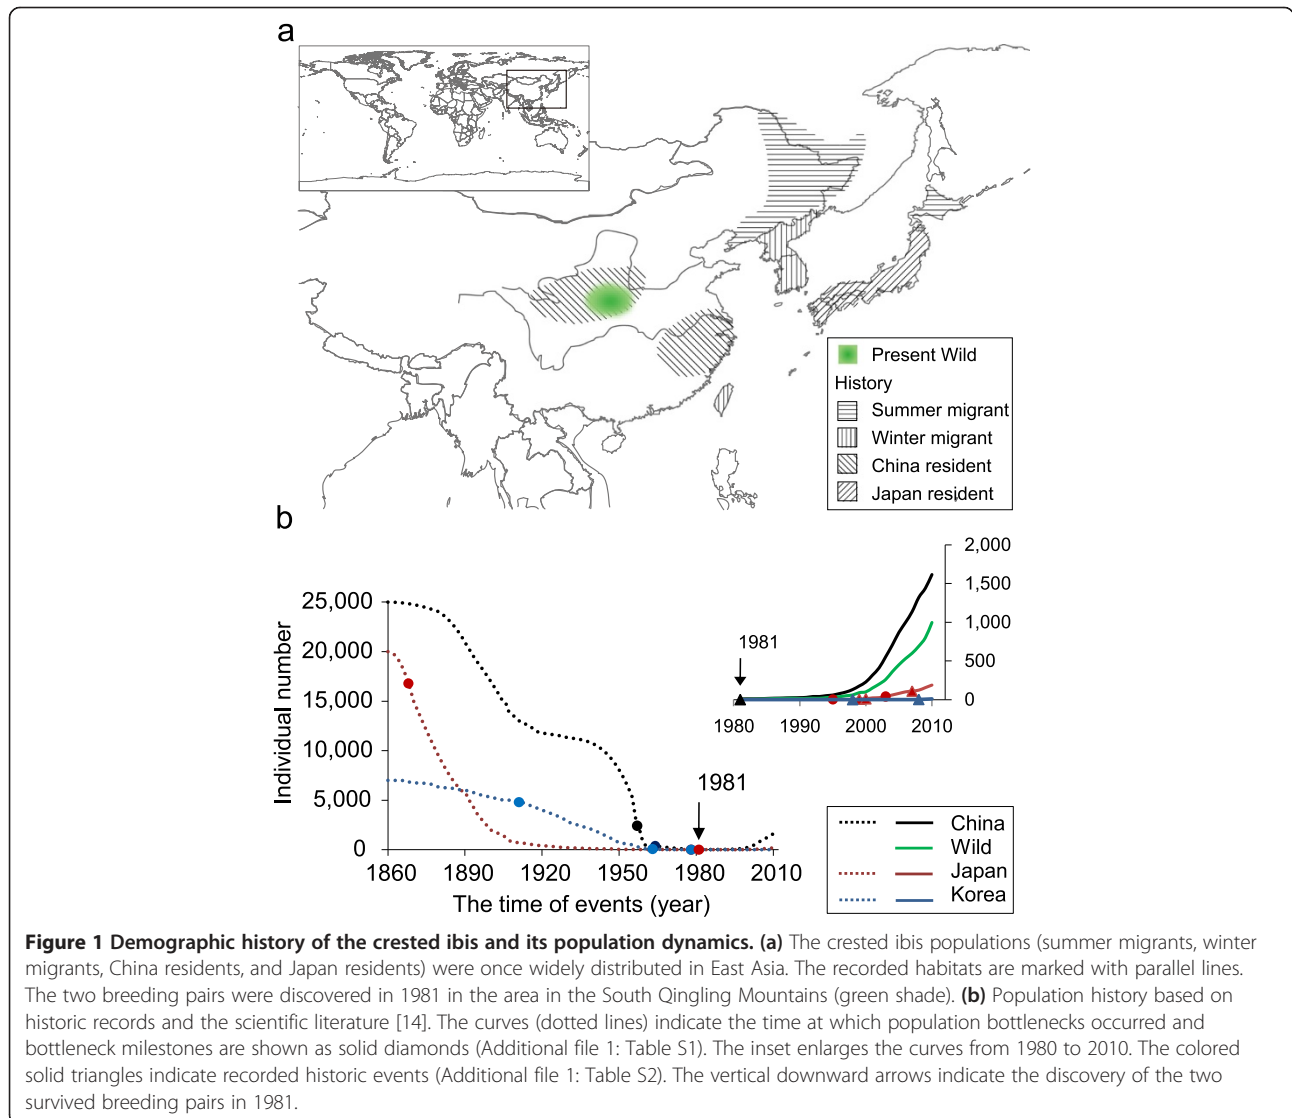 a
Present Wild
History
Summer migrant
Winter migrant
China resident
Japan resident
b
2,000
1,500
1,000
500
0
1981
1980 1990 2000 2010
Individual number
25,000
20,000
15,000
10,000
5,000
0
1981
1860 1890 1920 1950 1980 2010
The time of events (year)
China
Wild
Japan
Korea
Figure 1 Demographic history of the crested ibis and its population dynamics. (a) The crested ibis populations (summer migrants, winter
migrants, China residents, and Japan residents) were once widely distributed in East Asia. The recorded habitats are marked with parallel lines.
The two breeding pairs were discovered in 1981 in the area in the South Qingling Mountains (green shade). (b) Population history based on
historic records and the scientific literature [14]. The curves (dotted lines) indicate the time at which population bottlenecks occurred and
bottleneck milestones are shown as solid diamonds (Additional file 1: Table S1). The inset enlarges the curves from 1980 to 2010. The colored
solid triangles indicate recorded historic events (Additional file 1: Table S2). The vertical downward arrows indicate the discovery of the two
survived breeding pairs in 1981.